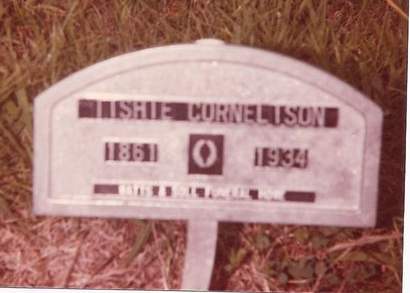 TISHIE CORNELISON
1861 1934
& FUNERAL HOME